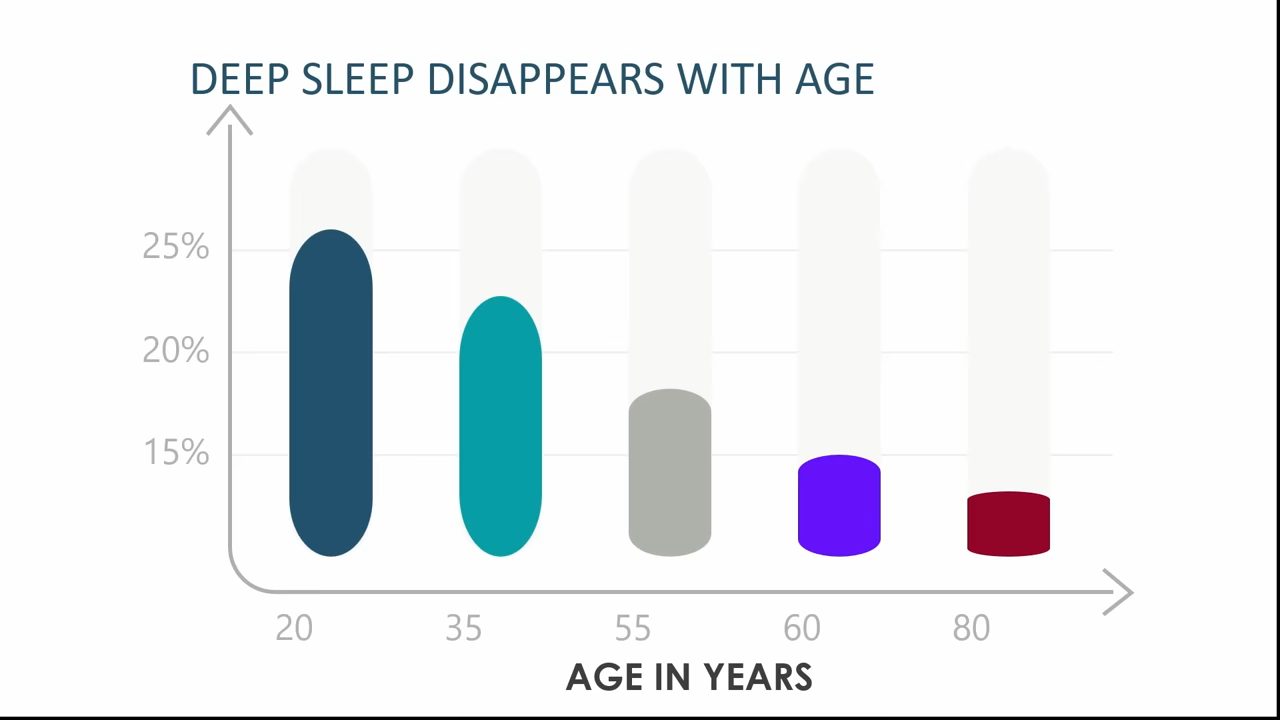 DEEP SLEEP DISAPPEARS WITH AGE
25%
20%
15%
20 35 55 60 80
AGE IN YEARS